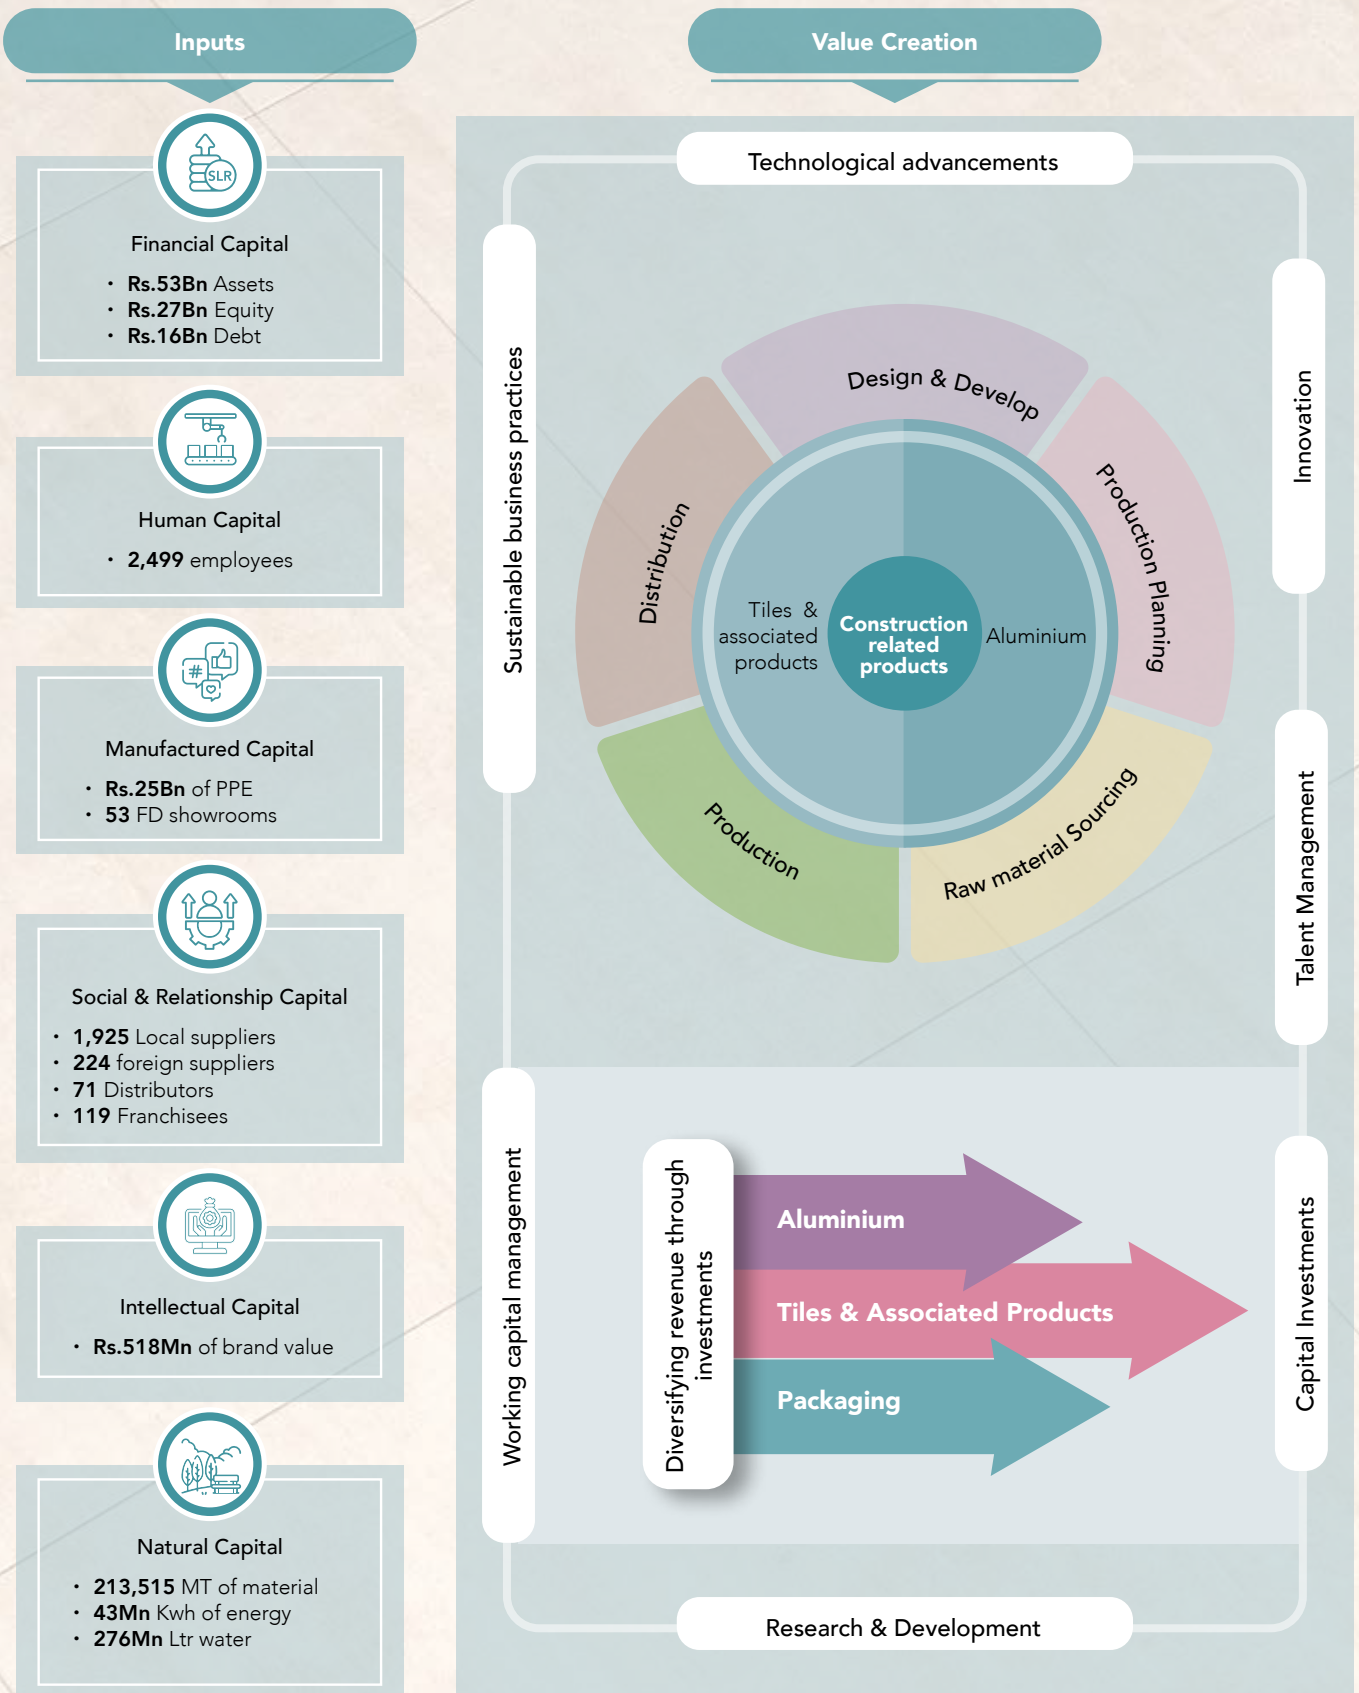 Inputs
SLR
Financial Capital
• Rs.53Bn Assets
• Rs.27Bn Equity
• Rs.16Bn Debt
Human Capital
• 2,499 employees
#
Manufactured Capital
• Rs.25Bn of PPE
• 53 FD showrooms
Social & Relationship Capital
• 1,925 Local suppliers
• 224 foreign suppliers
• 71 Distributors
• 119 Franchisees
Intellectual Capital
• Rs.518Mn of brand value
Natural Capital
• 213,515 MT of material
• 43Mn Kwh of energy
• 276Mn Ltr water
Value Creation
Technological advancements
Sustainable business practices
Innovation
Design & Develop
Production Planning
Raw material Sourcing
Production
Distribution
Tiles &
associated
products
Construction
related
products
Aluminium
Talent Management
Working capital management
Diversifying revenue through
investments
Aluminium
Tiles & Associated Products
Packaging
Capital Investments
Research & Development